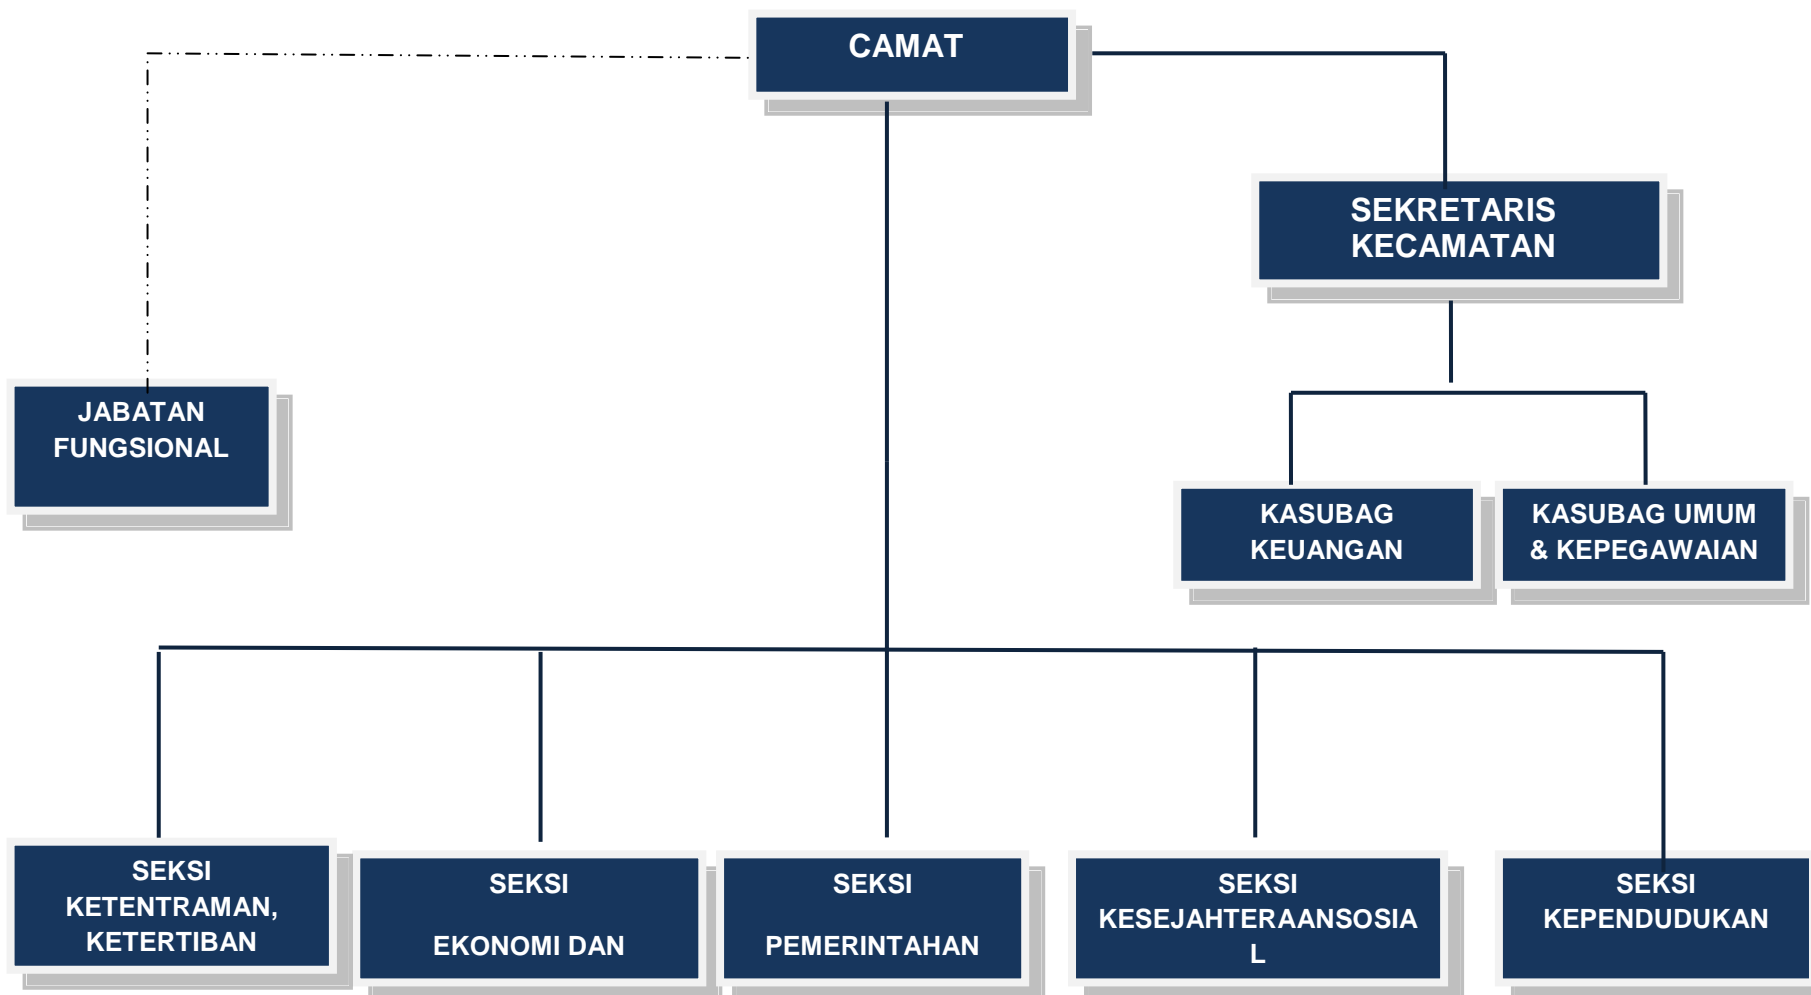 CAMAT
SEKRETARIS
KECAMATAN
JABATAN
FUNGSIONAL
KASUBAG
KEUANGAN
KASUBAG UMUM
& KEPEGAWAIAN
SEKSI
KETENTRAMAN,
KETERTIBAN
SEKSI
EKONOMI DAN
SEKSI
PEMERINTAHAN
SEKSI
KESEJAHTERAANSOSIA
L
SEKSI
KEPENDUDUKAN